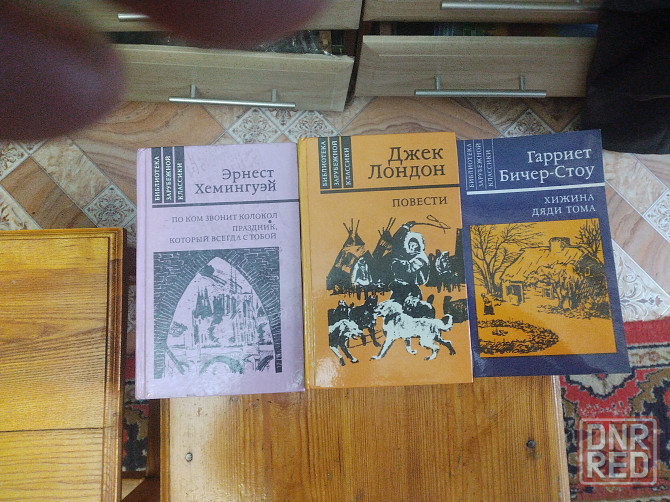 БИБЛИОТЕКА
ЗАРУБЕЖНОЙ
КЛАССИКИ
Эрнест
Хемингуэй
ПО КОМ ЗВОНИТ КОЛОКОЛ
ПРАЗДНИК,
КОТОРЫЙ ВСЕГДА С ТОБОЙ
БИБЛИОТЕКА
ЗАРУБЕЖНОЙ
КЛАССИКИ
Джек
Лондон
ПОВЕСТИ
БИБЛИОТЕКА
ЗАРУБЕЖНОЙ
КЛАССИКИ
Гарриет
Бичер-Стоу
ХИЖИНА
ДЯДИ ТОМА
DNR
RED